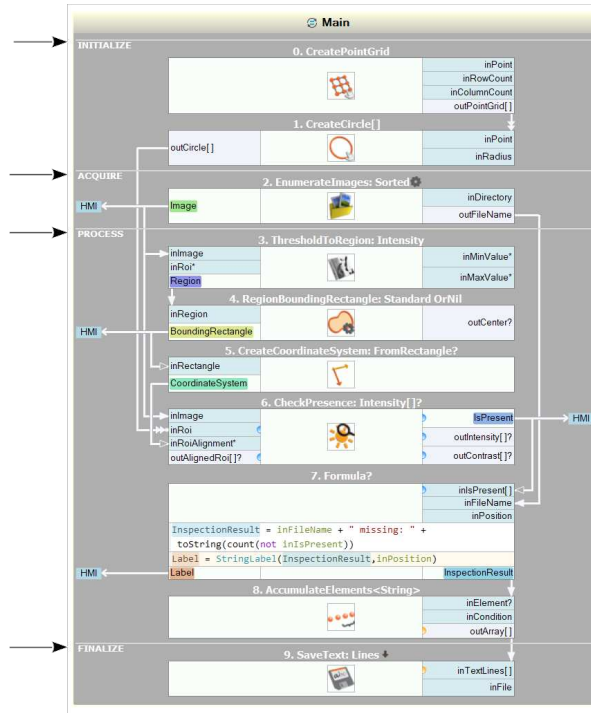 Main
INITIALIZE
0. CreatePointGrid
inPoint
inRowCount
inColumnCount
outPointGrid[ ]
1. CreateCircle[]
outCircle[ ]
inPoint
inRadius
ACQUIRE
2. EnumerateImages: Sorted
HMI
Image
inDirectory
outFileName
PROCESS
3. ThresholdToRegion: Intensity
inImage
inRoi*
Region
inMinValue*
inMaxValue*
4. RegionBoundingRectangle: Standard OrNil
inRegion
HMI
BoundingRectangle
outCenter?
5. CreateCoordinateSystem: FromRectangle?
inRectangle
CoordinateSystem
6. CheckPresence: Intensity[]?
inImage
inRoi
inRoiAlignment*
outAlignedRoi[ ]?
IsPresent
HMI
outIntensity[ ]?
outContrast[ ]?
7. Formula?
inIsPresent[ ]
inFileName
inPosition
InspectionResult = inFileName + " missing: " +
toString(count(not inIsPresent))
Label = StringLabel(InspectionResult,inPosition)
HMI
Label
InspectionResult
8. AccumulateElements<String>
inElement?
inCondition
outArray[ ]
FINALIZE
9. SaveText: Lines
inTextLines[ ]
inFile